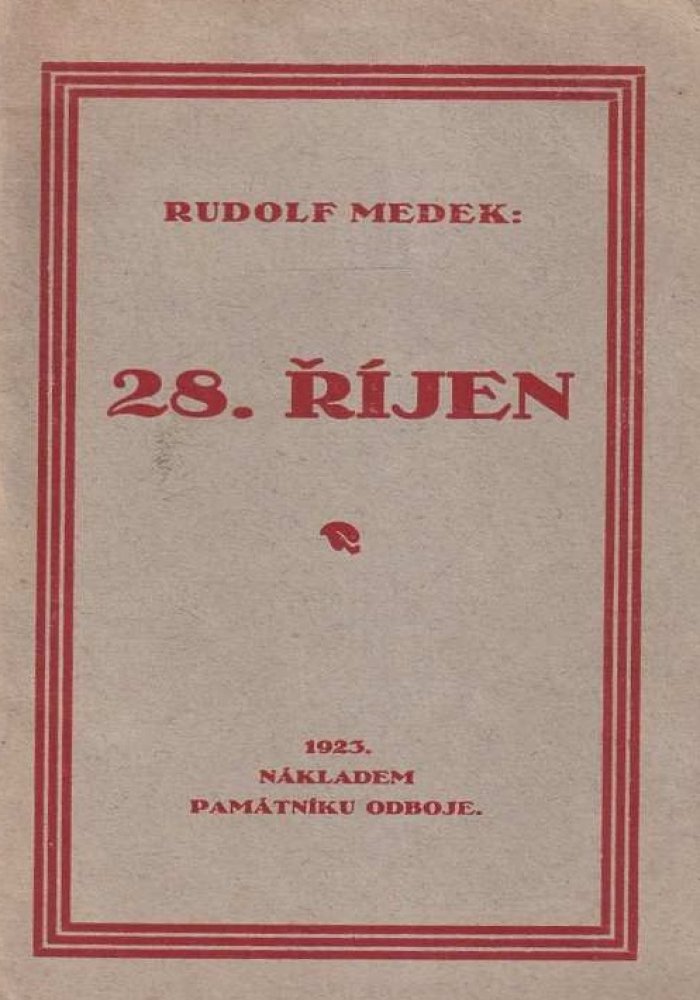 RUDOLF MEDEK:
28. ŘÍJEN
1923.
NÁKLADEM
PAMÁTNÍKU ODBOJE.